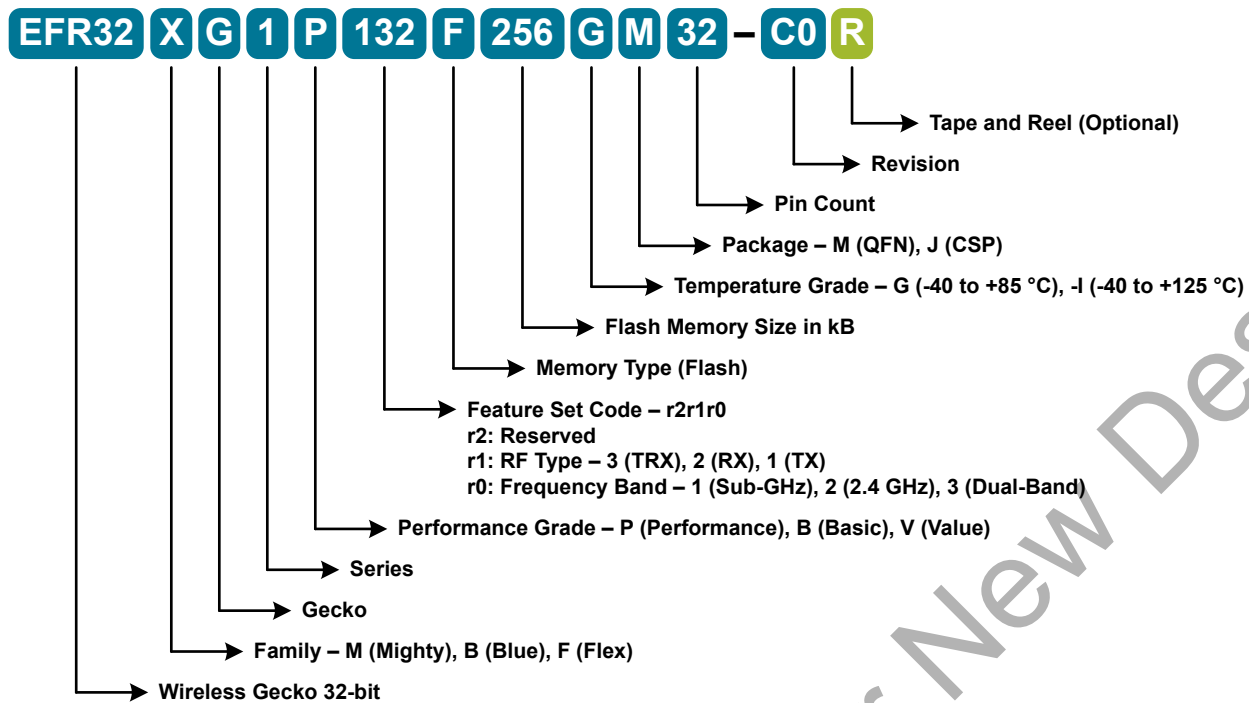 EFR32 X G 1 P 132 F 256 G M 32 – C0 R
Tape and Reel (Optional)
Revision
Pin Count
Package – M (QFN), J (CSP)
Temperature Grade – G (-40 to +85 °C), -I (-40 to +125 °C)
Flash Memory Size in kB
Memory Type (Flash)
Feature Set Code – r2r1r0
r2: Reserved
r1: RF Type – 3 (TRX), 2 (RX), 1 (TX)
r0: Frequency Band – 1 (Sub-GHz), 2 (2.4 GHz), 3 (Dual-Band)
Performance Grade – P (Performance), B (Basic), V (Value)
Series
Gecko
Family – M (Mighty), B (Blue), F (Flex)
Wireless Gecko 32-bit
New